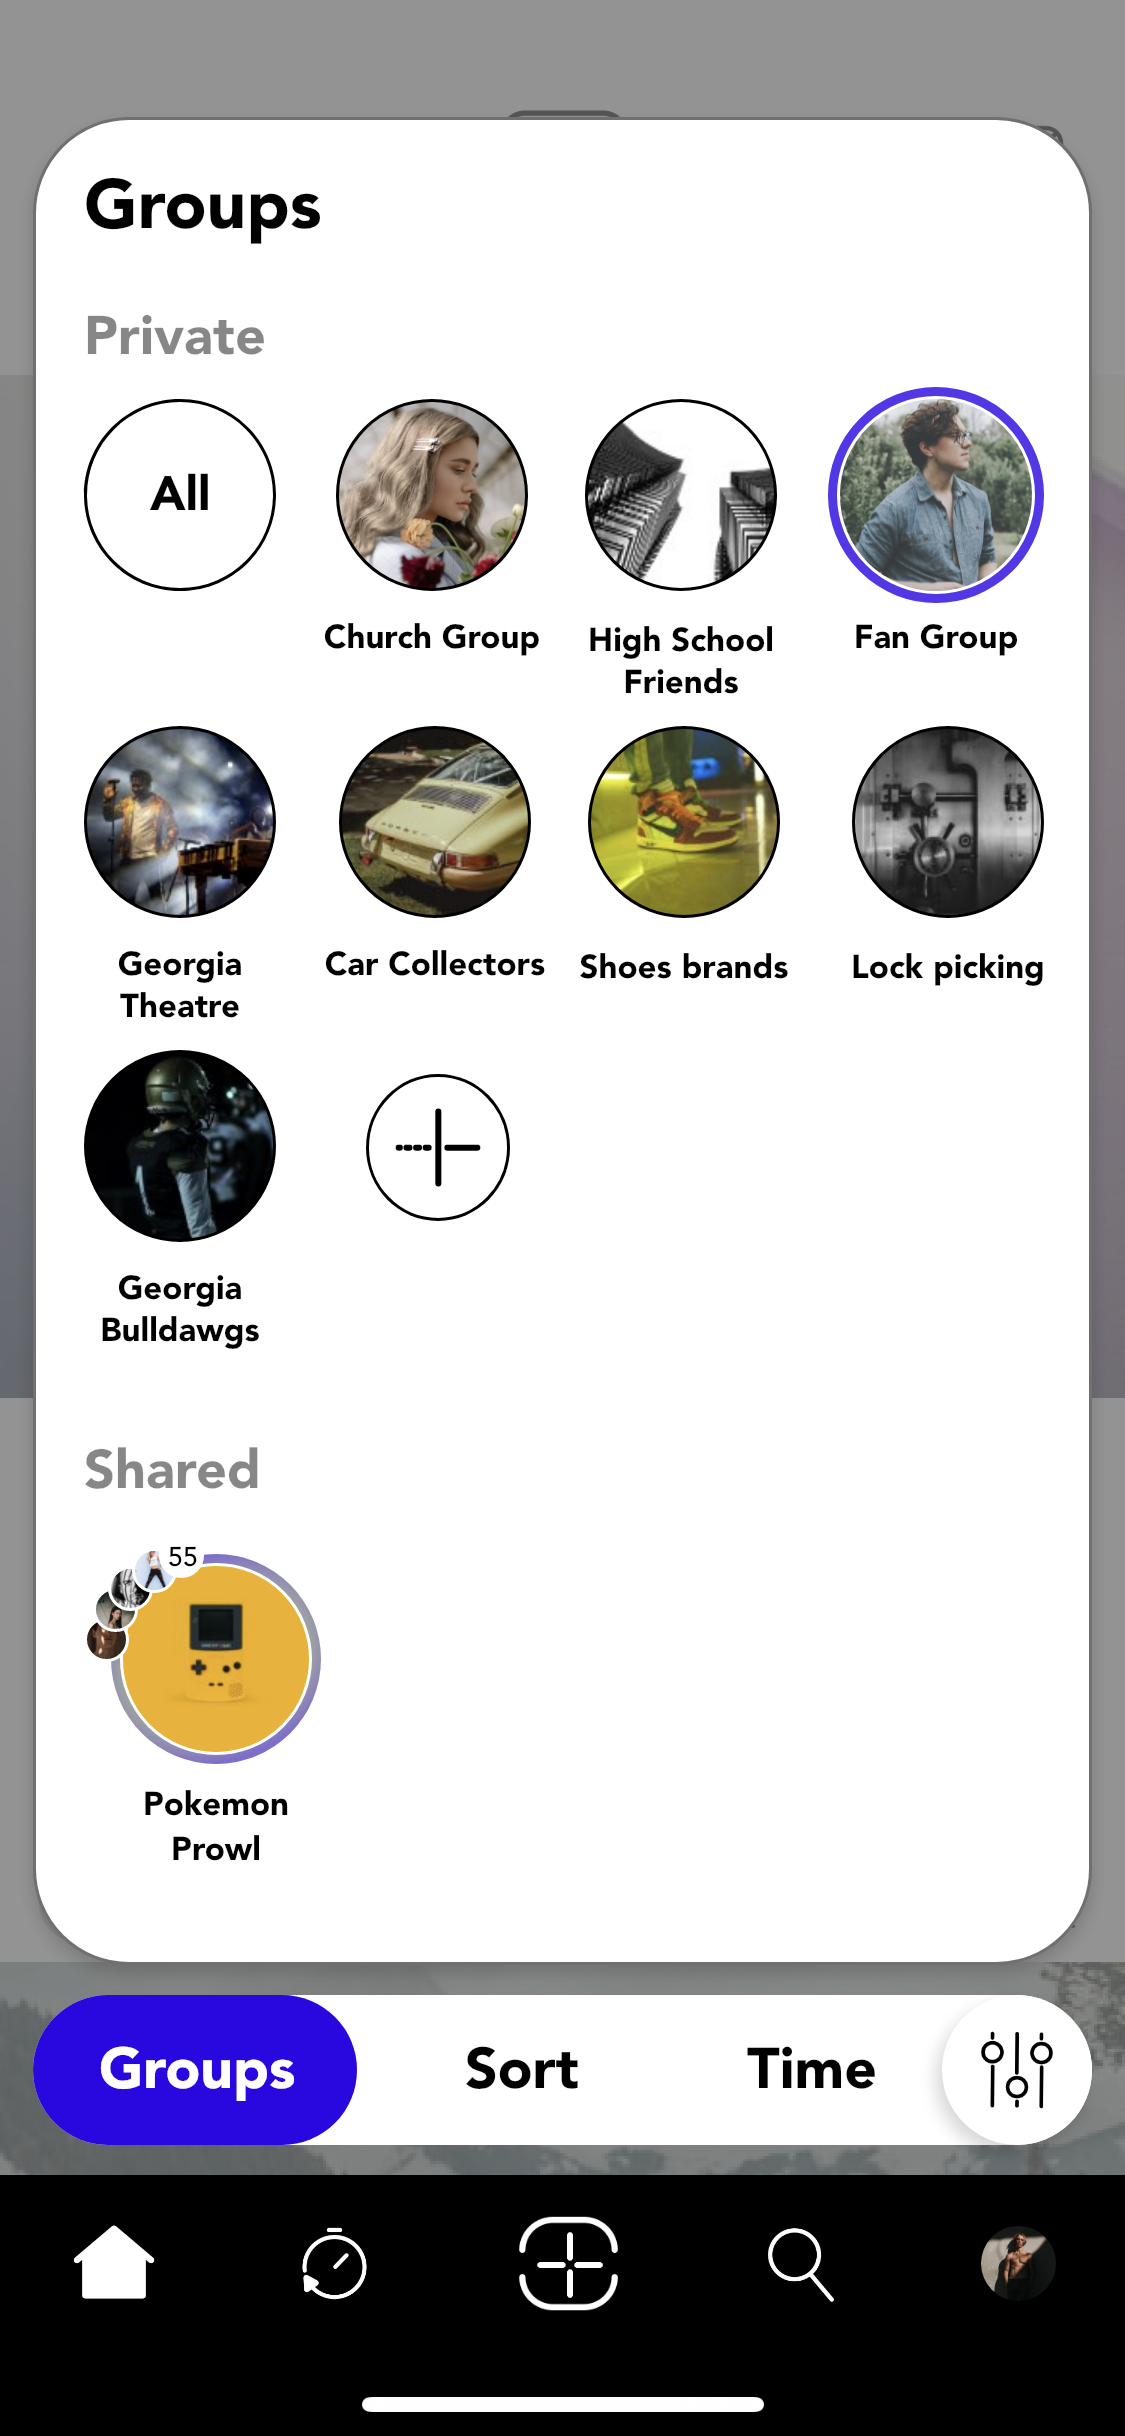 Groups
Private
All
Church Group
High School
Friends
Fan Group
Georgia
Theatre
Car Collectors
Shoes brands
Lock picking
Georgia
Bulldawgs
Shared
55
Pokemon
Prowl
Groups
Sort
Time